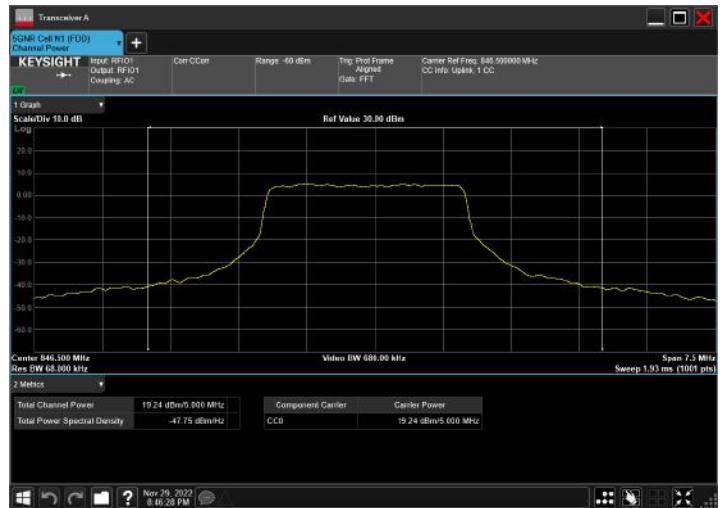 Transceiver A
5GNR Cell N1 (FDD)
Channel Power
KEYSIGHT
Input: RFIO1
Output: RFIO1
Coupling: AC
Corr CCorr
Range -60 dBm
Trig: Prot Frame
Aligned
Gate: FFT
Carrier Ref Freq: 846.500000 MHz
CC Info: Uplink, 1 CC
1 Graph
Scale/Div 10.0 dB
Ref Value 30.00 dBm
Log
20.0
10.0
0.00
-10.0
-20.0
-30.0
-40.0
-50.0
-60.0
Center 846.500 MHz
Video BW 680.00 kHz
Span 7.5 MHz
Res BW 68.000 kHz
Sweep 1.93 ms (1001 pts)
2 Metrics
Total Channel Power 19.24 dBm/5.000 MHz
Total Power Spectral Density -47.75 dBm/Hz
Component Carrier Carrier Power
CC0 19.24 dBm/5.000 MHz
?
Nov 29, 2022
8:46:28 PM